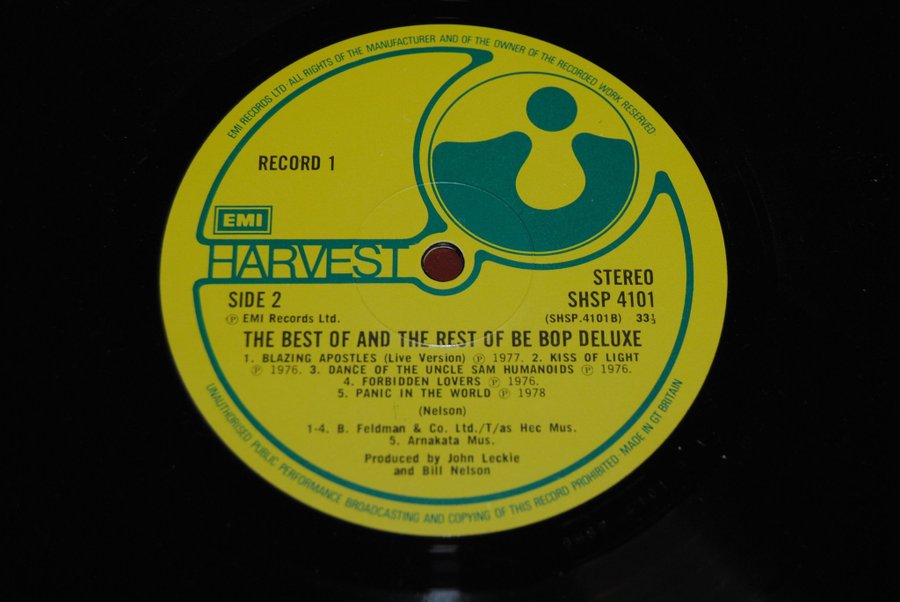 EMI RECORDS LTD · ALL RIGHTS OF THE MANUFACTURER AND OF THE OWNER OF THE RECORDED WORK RESERVED ·
RECORD 1
EMI
HARVEST
STEREO
SIDE 2
SHSP 4101
℗ EMI Records Ltd.
(SHSP.4101B) 33⅓
THE BEST OF AND THE REST OF BE BOP DELUXE
1. BLAZING APOSTLES (Live Version) ℗ 1977. 2. KISS OF LIGHT
℗ 1976. 3. DANCE OF THE UNCLE SAM HUMANOIDS ℗ 1976.
4. FORBIDDEN LOVERS ℗ 1976.
5. PANIC IN THE WORLD ℗ 1978
(Nelson)
1-4. B. Feldman & Co. Ltd./T/as Hec Mus.
5. Arnakata Mus.
Produced by John Leckie
and Bill Nelson
UNAUTHORISED PUBLIC PERFORMANCE BROADCASTING AND COPYING OF THIS RECORD PROHIBITED · MADE IN GT BRITAIN